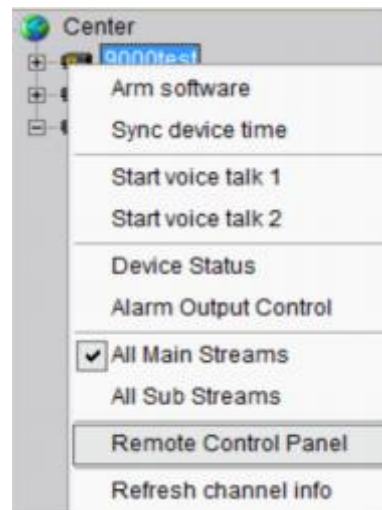 Center
9000test
Arm software
Sync device time
Start voice talk 1
Start voice talk 2
Device Status
Alarm Output Control
All Main Streams
All Sub Streams
Remote Control Panel
Refresh channel info